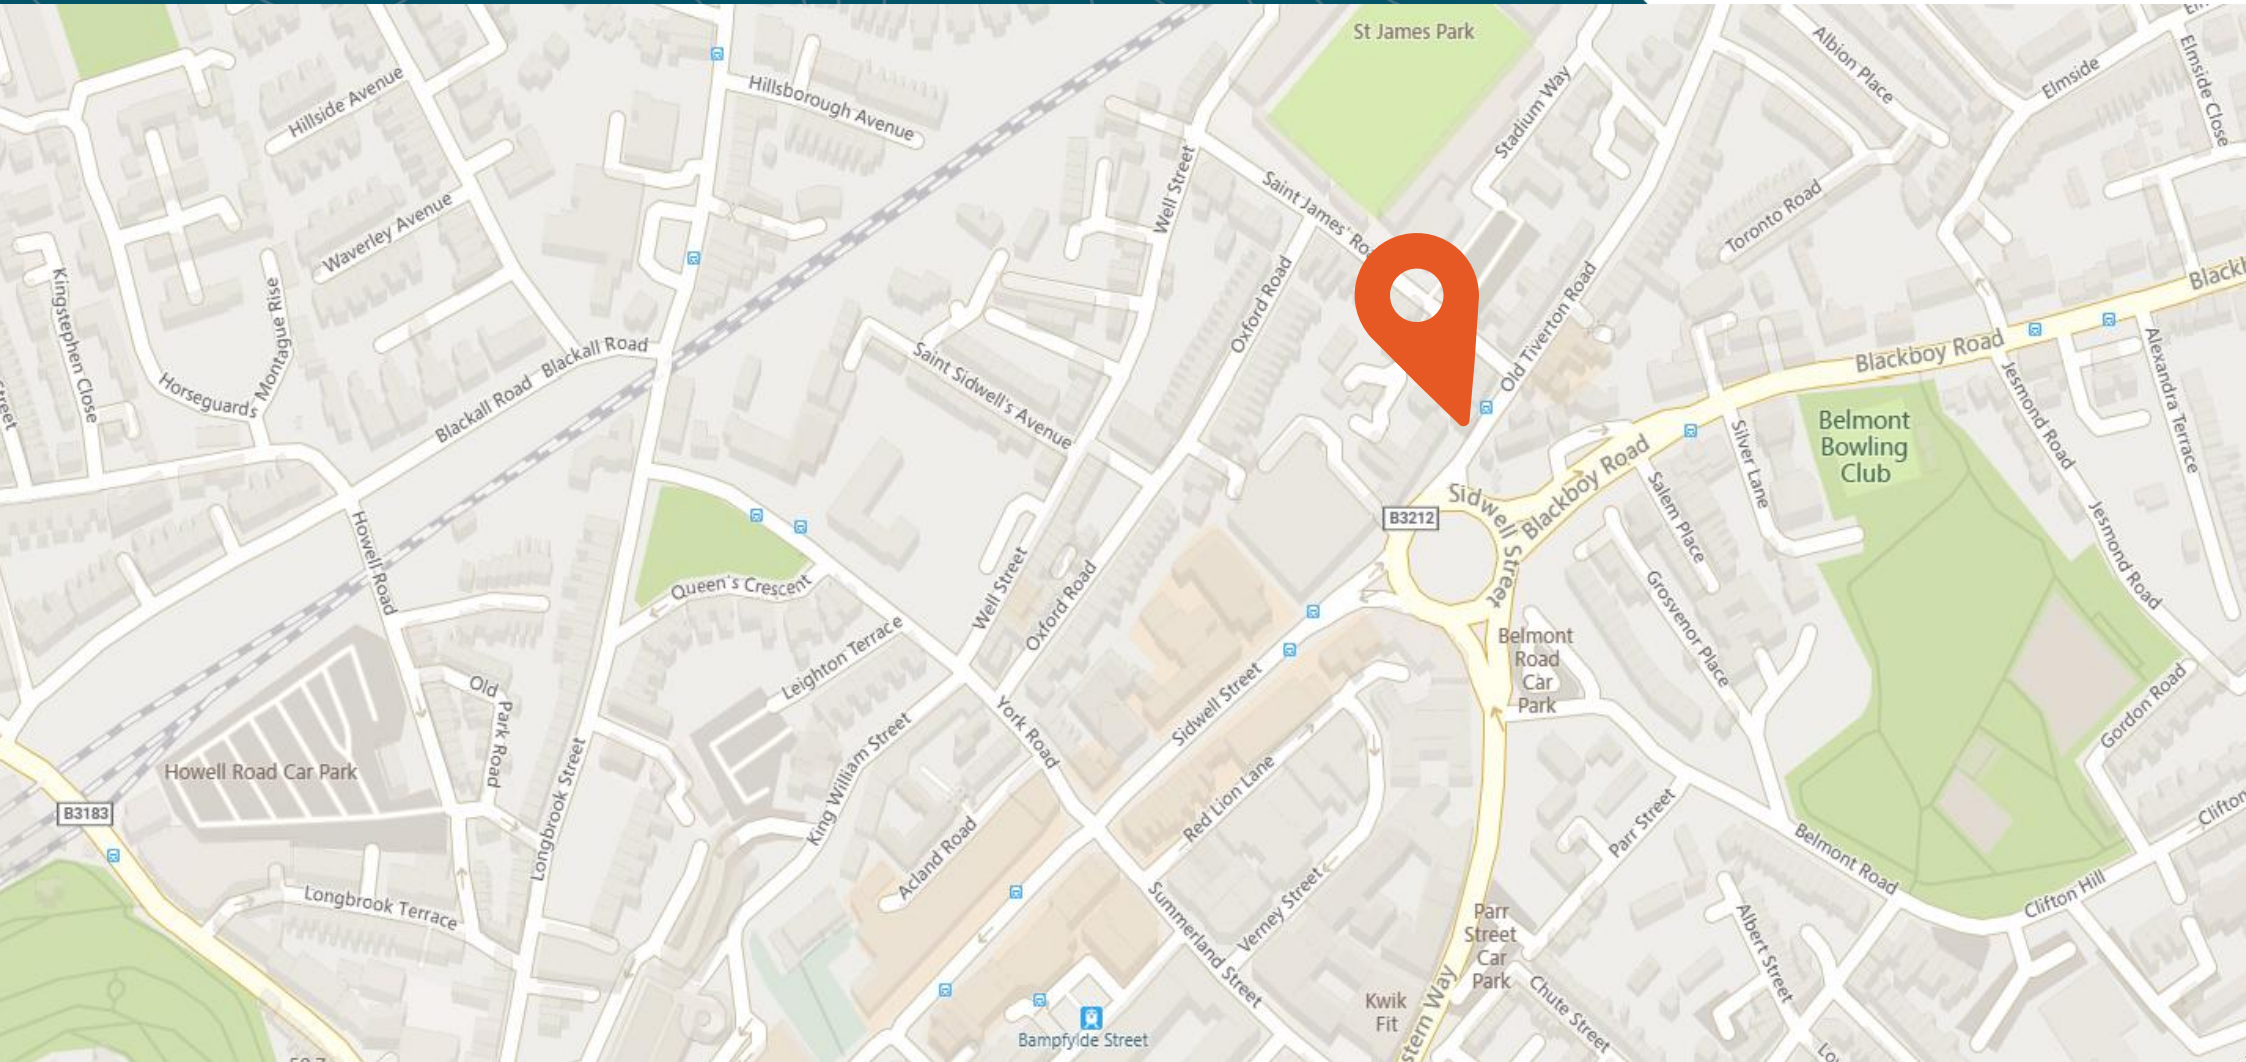 St James Park
Albion Place
Elmside
Elmside Close
Hillside Avenue
Hillsborough Avenue
Stadium Way
Well Street
Saint James' Ro
Toronto Road
Waverley Avenue
Kingstephen Close
Montague Rise
Oxford Road
Old Tiverton Road
Horseguards
Blackall Road
Blackall Road
Saint Sidwell's Avenue
Blackboy Road
Alexandra Terrace
Jesmond Road
Belmont
Bowling
Club
Silver Lane
Salem Place
Blackboy Road
Sidwell Street
B3212
Howell Road
Queen's Crescent
Well Street
Oxford Road
Jesmond Road
Grosvenor Place
Leighton Terrace
Belmont
Road
Car
Park
Old
Park Road
Sidwell Street
York Road
Gordon Road
King William Street
Howell Road Car Park
Longbrook Street
B3183
Red Lion Lane
Parr Street
Acland Road
Clifton
Belmont Road
Longbrook Terrace
Summerland Street
Verney Street
Clifton Hill
Parr
Street
Car
Park
Albert Street
Kwik
Fit
stern Way
Chute Street
Bampfylde Street